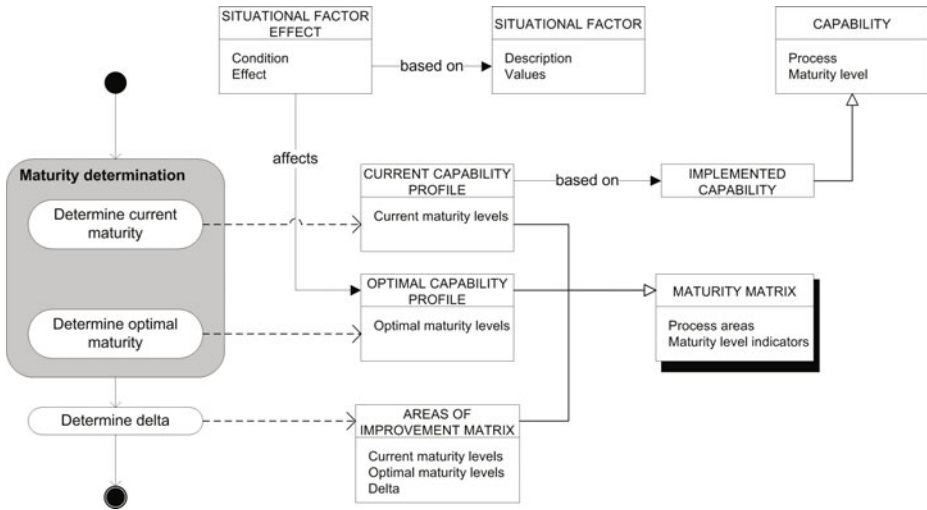 SITUATIONAL FACTOR
EFFECT
Condition
Effect
based on
SITUATIONAL FACTOR
Description
Values
CAPABILITY
Process
Maturity level
affects
Maturity determination
Determine current
maturity
CURRENT CAPABILITY
PROFILE
Current maturity levels
based on
IMPLEMENTED
CAPABILITY
Determine optimal
maturity
OPTIMAL CAPABILITY
PROFILE
Optimal maturity levels
MATURITY MATRIX
Process areas
Maturity level indicators
Determine delta
AREAS OF
IMPROVEMENT MATRIX
Current maturity levels
Optimal maturity levels
Delta